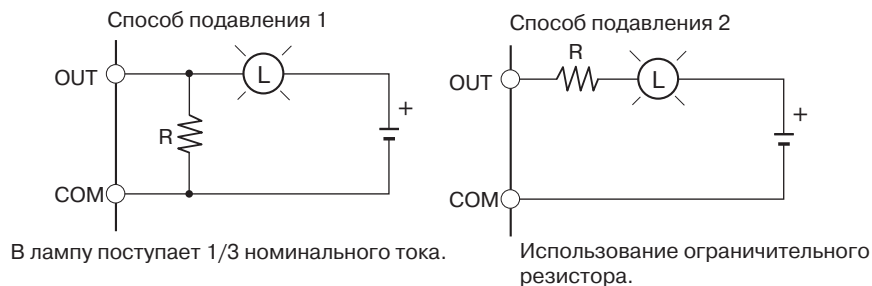 Способ подавления 1
OUT
L
R
+
COM
В лампу поступает 1/3 номинального тока.
Способ подавления 2
R
OUT
L
+
COM
Использование ограничительного
резистора.